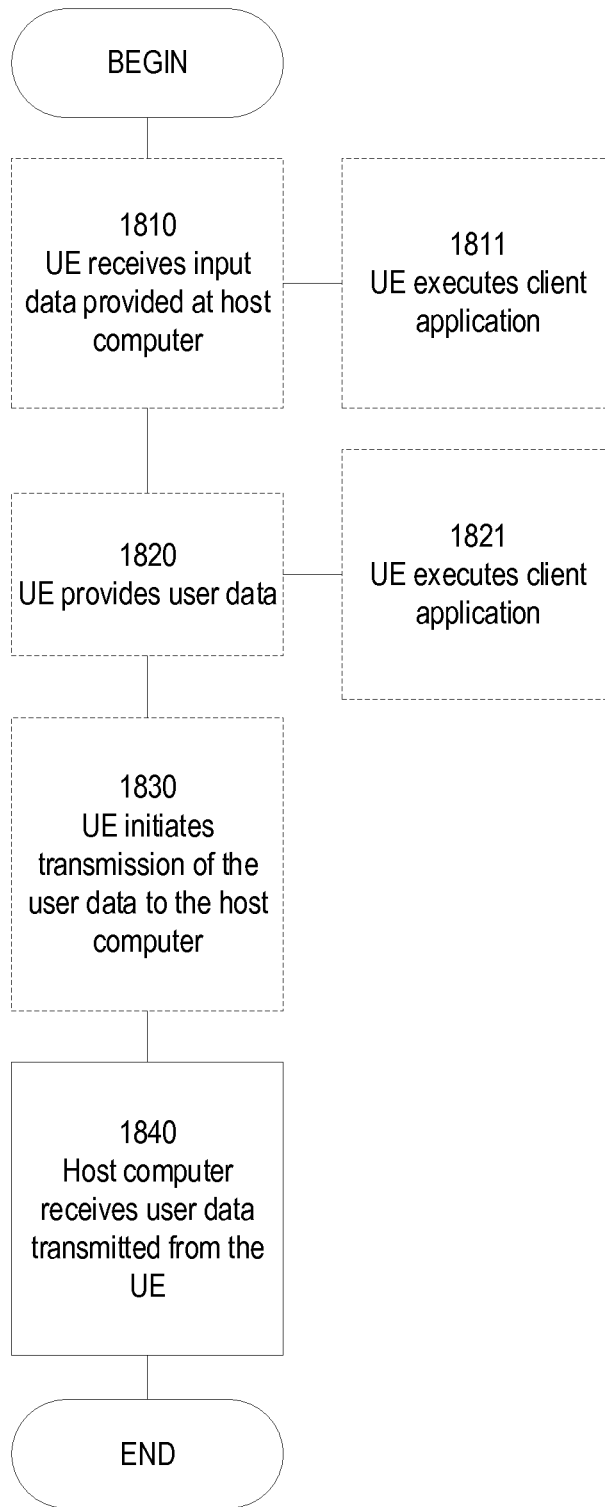 BEGIN
1810
UE receives input
data provided at host
computer
1811
UE executes client
application
1820
UE provides user data
1821
UE executes client
application
1830
UE initiates
transmission of the
user data to the host
computer
1840
Host computer
receives user data
transmitted from the
UE
END